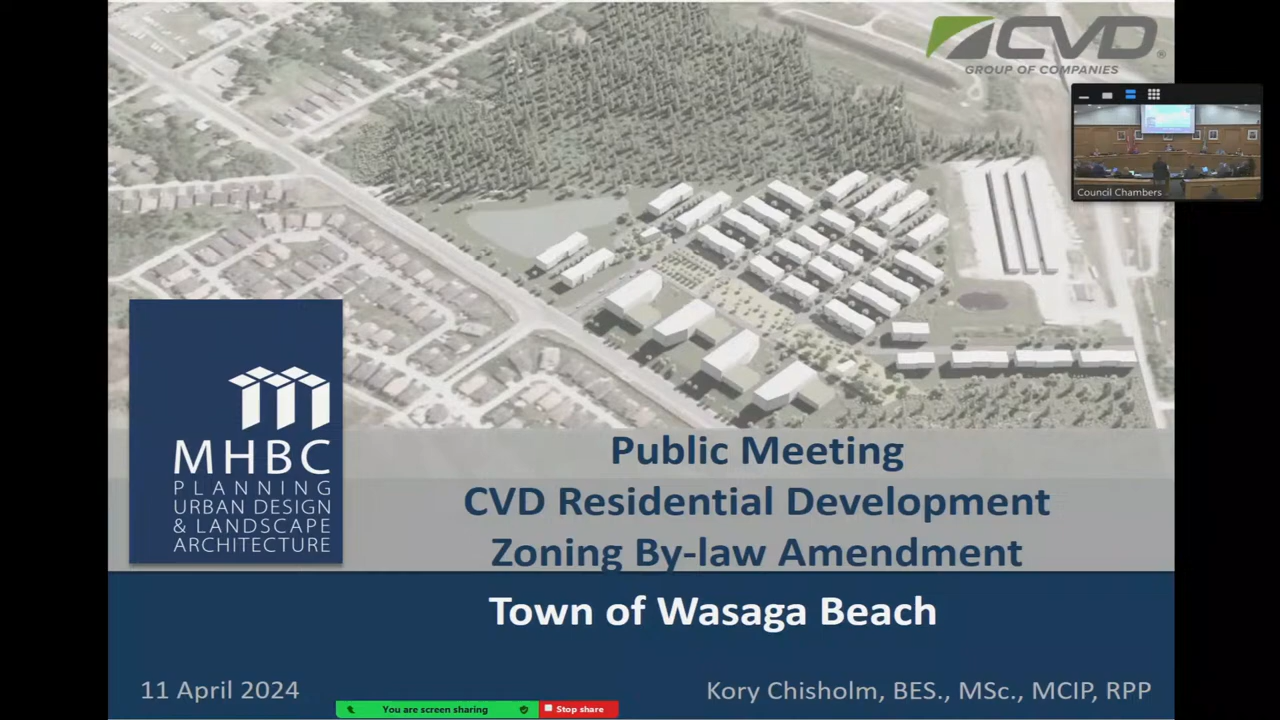 CVD
GROUP OF COMPANIES
Council Chambers
MHBC
PLANNING
URBAN DESIGN
& LANDSCAPE
ARCHITECTURE
Public Meeting
CVD Residential Development
Zoning By-law Amendment
Town of Wasaga Beach
11 April 2024
Kory Chisholm, BES., MSc., MCIP, RPP
You are screen sharing
Stop share